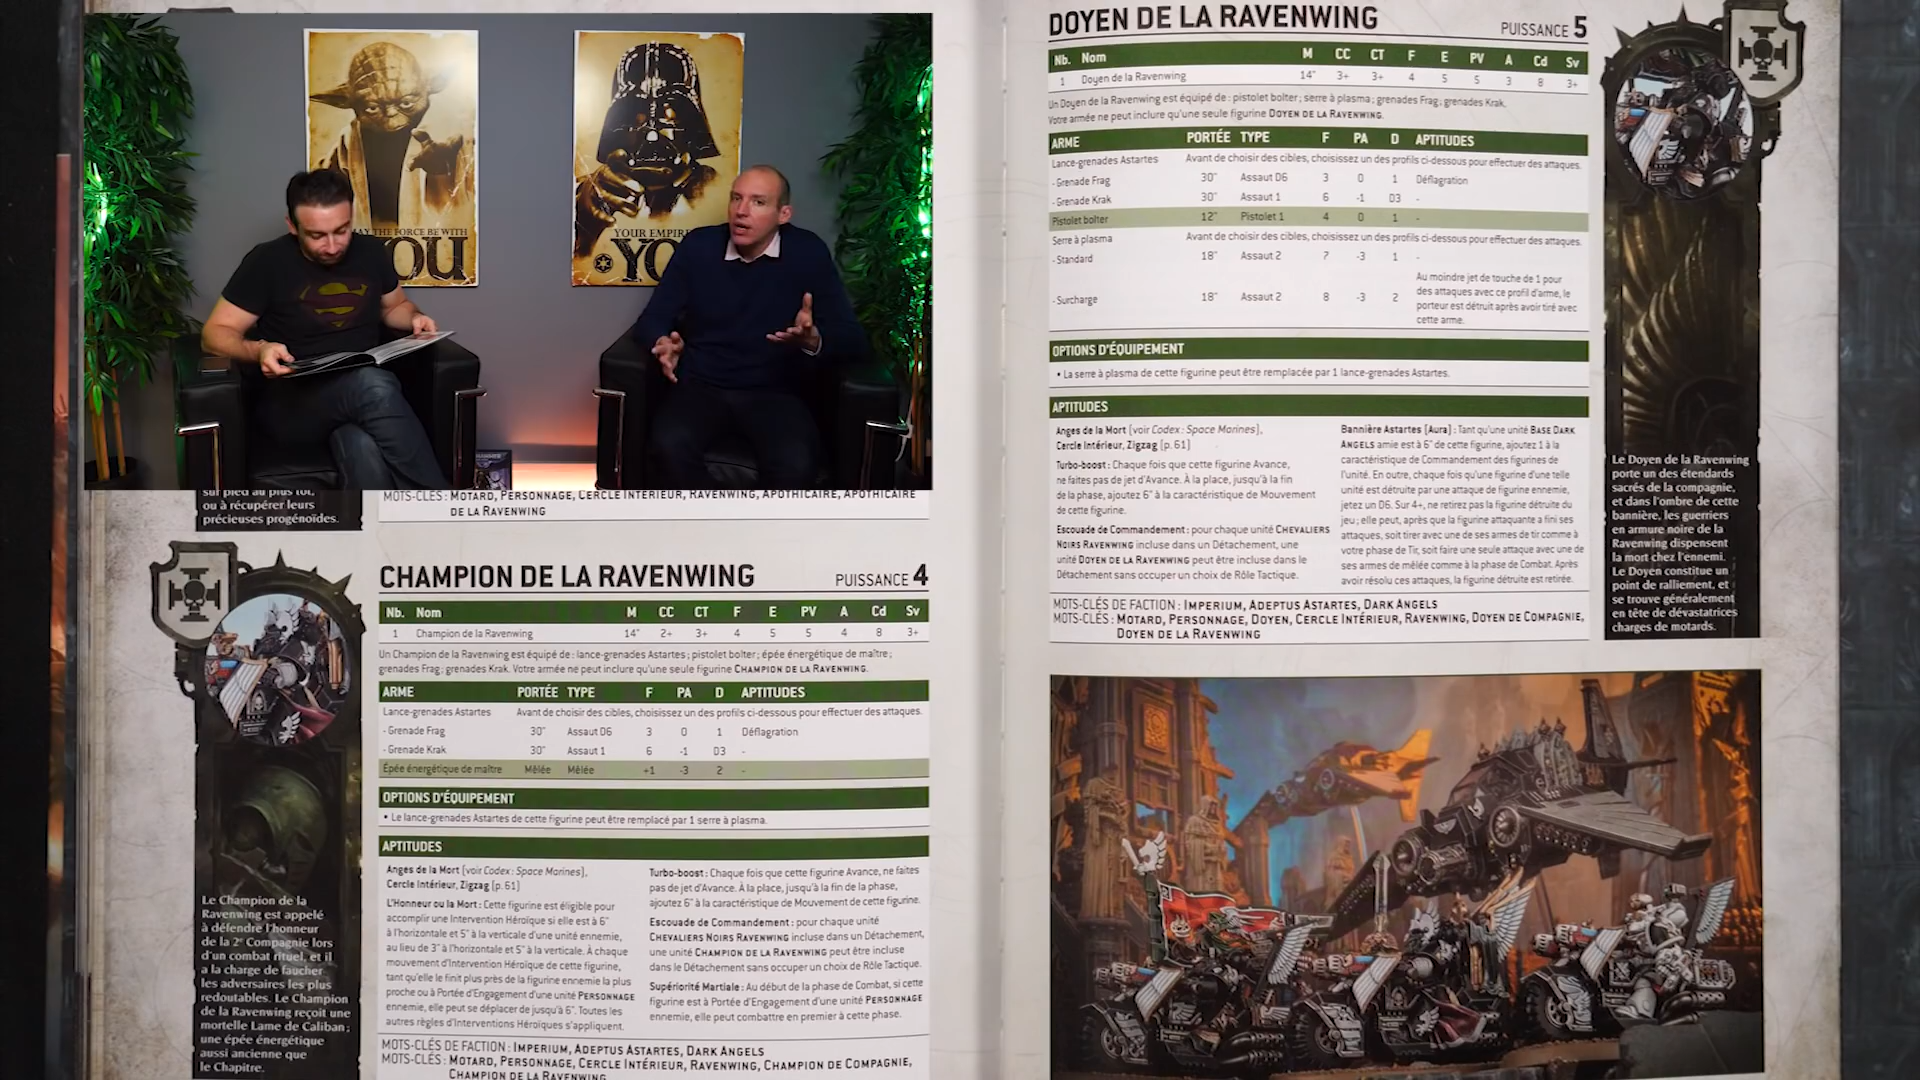 MAY THE FORCE BE WITH
YOU
YOUR EMPIRE
YO
sur pied au plus tôt,
ou à récupérer leurs
précieuses progénoïdes.
MOTS-CLÉS : MOTARD, PERSONNAGE, CERCLE INTÉRIEUR, RAVENWING, APOTHICAIRE, APOTHICAIRE
DE LA RAVENWING
CHAMPION DE LA RAVENWING PUISSANCE 4
Nb. Nom M CC CT F E PV A Cd Sv
1 Champion de la Ravenwing 14" 2+ 3+ 4 5 5 4 8 3+
Un Champion de la Ravenwing est équipé de : lance-grenades Astartes ; pistolet bolter ; épée énergétique de maître ;
grenades Frag ; grenades Krak. Votre armée ne peut inclure qu'une seule figurine CHAMPION DE LA RAVENWING.
ARME PORTÉE TYPE F PA D APTITUDES
Lance-grenades Astartes Avant de choisir des cibles, choisissez un des profils ci-dessous pour effectuer des attaques.
- Grenade Frag 30" Assaut D6 3 0 1 Déflagration
- Grenade Krak 30" Assaut 1 6 -1 D3 -
Épée énergétique de maître Mêlée Mêlée +1 -3 2 -
OPTIONS D'ÉQUIPEMENT
• Le lance-grenades Astartes de cette figurine peut être remplacé par 1 serre à plasma.
APTITUDES
Anges de la Mort (voir Codex : Space Marines),
Cercle Intérieur, Zigzag (p. 61)
L'Honneur ou la Mort : Cette figurine est éligible pour
accomplir une Intervention Héroïque si elle est à 6"
à l'horizontale et 5" à la verticale d'une unité ennemie,
au lieu de 3" à l'horizontale et 5" à la verticale. À chaque
mouvement d'Intervention Héroïque de cette figurine,
tant qu'elle le finit plus près de la figurine ennemie la plus
proche ou à Portée d'Engagement d'une unité PERSONNAGE
ennemie, elle peut se déplacer de jusqu'à 6". Toutes les
autres règles d'Interventions Héroïques s'appliquent.
Turbo-boost : Chaque fois que cette figurine Avance, ne faites
pas de jet d'Avance. À la place, jusqu'à la fin de la phase,
ajoutez 6" à la caractéristique de Mouvement de cette figurine.
Escouade de Commandement : pour chaque unité
CHEVALIERS NOIRS RAVENWING incluse dans un Détachement,
une unité CHAMPION DE LA RAVENWING peut être incluse
dans le Détachement sans occuper un choix de Rôle Tactique.
Supériorité Martiale : Au début de la phase de Combat, si cette
figurine est à Portée d'Engagement d'une unité PERSONNAGE
ennemie, elle peut combattre en premier à cette phase.
MOTS-CLÉS DE FACTION : IMPERIUM, ADEPTUS ASTARTES, DARK ANGELS
MOTS-CLÉS : MOTARD, PERSONNAGE, CERCLE INTÉRIEUR, RAVENWING, CHAMPION DE COMPAGNIE,
CHAMPION DE LA RAVENWING
Le Champion de la
Ravenwing est appelé
à défendre l'honneur
de la 2e Compagnie lors
d'un combat rituel, et il
a la charge de faucher
les adversaires les plus
redoutables. Le Champion
de la Ravenwing reçoit une
mortelle Lame de Caliban ;
une épée énergétique
aussi ancienne que
le Chapitre.
DOYEN DE LA RAVENWING PUISSANCE 5
Nb. Nom M CC CT F E PV A Cd Sv
1 Doyen de la Ravenwing 14" 3+ 3+ 4 5 5 3 8 3+
Un Doyen de la Ravenwing est équipé de : pistolet bolter ; serre à plasma ; grenades Frag ; grenades Krak.
Votre armée ne peut inclure qu'une seule figurine DOYEN DE LA RAVENWING.
ARME PORTÉE TYPE F PA D APTITUDES
Lance-grenades Astartes Avant de choisir des cibles, choisissez un des profils ci-dessous pour effectuer des attaques.
- Grenade Frag 30" Assaut D6 3 0 1 Déflagration
- Grenade Krak 30" Assaut 1 6 -1 D3 -
Pistolet bolter 12" Pistolet 1 4 0 1 -
Serre à plasma Avant de choisir des cibles, choisissez un des profils ci-dessous pour effectuer des attaques.
- Standard 18" Assaut 2 7 -3 1 -
- Surcharge 18" Assaut 2 8 -3 2 Au moindre jet de touche de 1 pour
des attaques avec ce profil d'arme, le
porteur est détruit après avoir tiré avec
cette arme.
OPTIONS D'ÉQUIPEMENT
• La serre à plasma de cette figurine peut être remplacée par 1 lance-grenades Astartes.
APTITUDES
Anges de la Mort (voir Codex : Space Marines),
Cercle Intérieur, Zigzag (p. 61)
Turbo-boost : Chaque fois que cette figurine Avance,
ne faites pas de jet d'Avance. À la place, jusqu'à la fin
de la phase, ajoutez 6" à la caractéristique de Mouvement
de cette figurine.
Escouade de Commandement : pour chaque unité CHEVALIERS
NOIRS RAVENWING incluse dans un Détachement, une
unité DOYEN DE LA RAVENWING peut être incluse dans le
Détachement sans occuper un choix de Rôle Tactique.
Bannière Astartes (Aura) : Tant qu'une unité BASE DARK
ANGELS amie est à 6" de cette figurine, ajoutez 1 à la
caractéristique de Commandement des figurines de
l'unité. En outre, chaque fois qu'une figurine d'une telle
unité est détruite par une attaque de figurine ennemie,
jetez un D6. Sur 4+, ne retirez pas la figurine détruite du
jeu ; elle peut, après que la figurine attaquante a fini ses
attaques, soit tirer avec une de ses armes de tir comme à
votre phase de Tir, soit faire une seule attaque avec une de
ses armes de mêlée comme à la phase de Combat. Après
avoir résolu ces attaques, la figurine détruite est retirée.
MOTS-CLÉS DE FACTION : IMPERIUM, ADEPTUS ASTARTES, DARK ANGELS
MOTS-CLÉS : MOTARD, PERSONNAGE, DOYEN, CERCLE INTÉRIEUR, RAVENWING, DOYEN DE COMPAGNIE,
DOYEN DE LA RAVENWING
Le Doyen de la Ravenwing
porte un des étendards
sacrés de la compagnie,
et dans l'ombre de cette
bannière, les guerriers
en armure noire de la
Ravenwing dispensent
la mort chez l'ennemi.
Le Doyen constitue un
point de ralliement, et
se trouve généralement
en tête de dévastatrices
charges de motards.